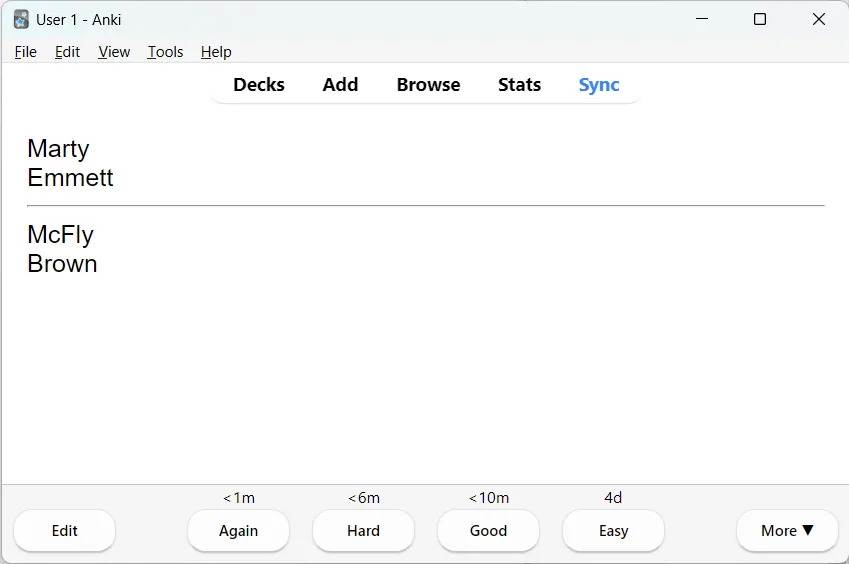 User 1 - Anki
File Edit View Tools Help
Decks Add Browse Stats Sync
Marty
Emmett
McFly
Brown
<1m <6m <10m 4d
Edit Again Hard Good Easy More ▼